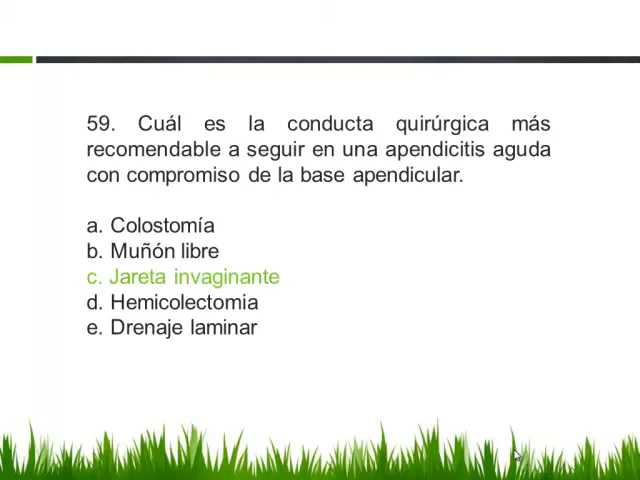 59. Cuál es la conducta quirúrgica más
recomendable a seguir en una apendicitis aguda
con compromiso de la base apendicular.
a. Colostomía
b. Muñón libre
c. Jareta invaginante
d. Hemicolectomia
e. Drenaje laminar